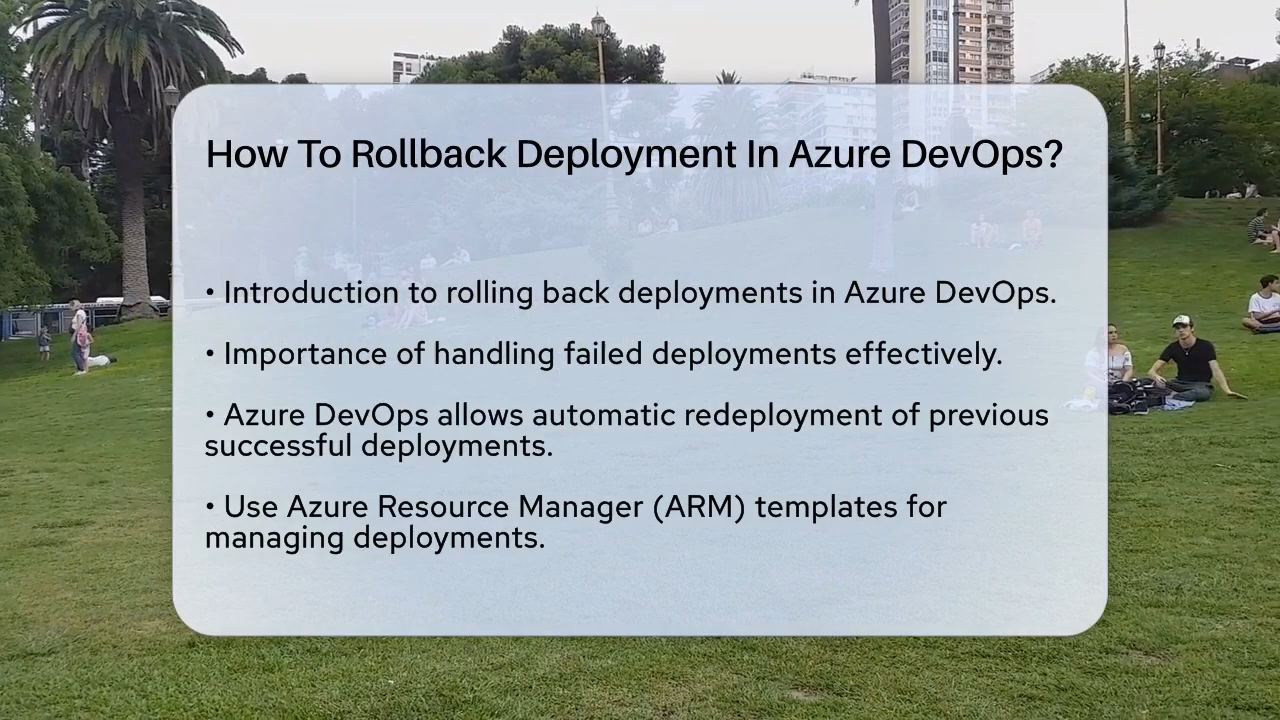 How To Rollback Deployment In Azure DevOps?
• Introduction to rolling back deployments in Azure DevOps.
• Importance of handling failed deployments effectively.
• Azure DevOps allows automatic redeployment of previous
successful deployments.
• Use Azure Resource Manager (ARM) templates for
managing deployments.